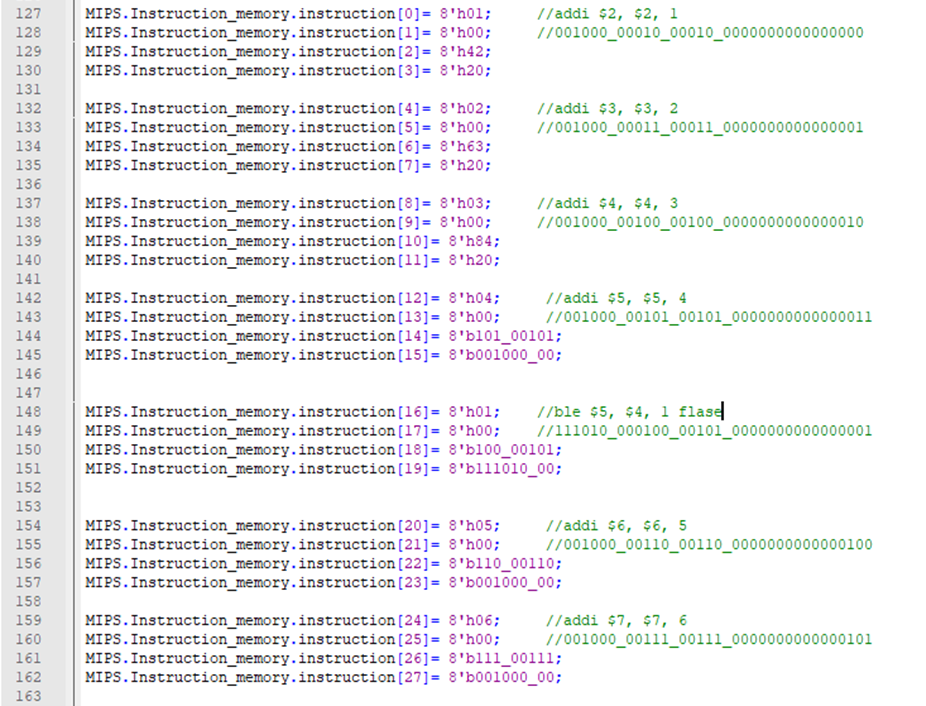 127 MIPS.Instruction_memory.instruction[0]= 8'h01; //addi $2, $2, 1
128 MIPS.Instruction_memory.instruction[1]= 8'h00; //001000_00010_00010_0000000000000000
129 MIPS.Instruction_memory.instruction[2]= 8'h42;
130 MIPS.Instruction_memory.instruction[3]= 8'h20;
131
132 MIPS.Instruction_memory.instruction[4]= 8'h02; //addi $3, $3, 2
133 MIPS.Instruction_memory.instruction[5]= 8'h00; //001000_00011_00011_0000000000000001
134 MIPS.Instruction_memory.instruction[6]= 8'h63;
135 MIPS.Instruction_memory.instruction[7]= 8'h20;
136
137 MIPS.Instruction_memory.instruction[8]= 8'h03; //addi $4, $4, 3
138 MIPS.Instruction_memory.instruction[9]= 8'h00; //001000_00100_00100_0000000000000010
139 MIPS.Instruction_memory.instruction[10]= 8'h84;
140 MIPS.Instruction_memory.instruction[11]= 8'h20;
141
142 MIPS.Instruction_memory.instruction[12]= 8'h04; //addi $5, $5, 4
143 MIPS.Instruction_memory.instruction[13]= 8'h00; //001000_00101_00101_0000000000000011
144 MIPS.Instruction_memory.instruction[14]= 8'b101_00101;
145 MIPS.Instruction_memory.instruction[15]= 8'b001000_00;
146
147
148 MIPS.Instruction_memory.instruction[16]= 8'h01; //ble $5, $4, 1 flase
149 MIPS.Instruction_memory.instruction[17]= 8'h00; //111010_000100_00101_0000000000000001
150 MIPS.Instruction_memory.instruction[18]= 8'b100_00101;
151 MIPS.Instruction_memory.instruction[19]= 8'b111010_00;
152
153
154 MIPS.Instruction_memory.instruction[20]= 8'h05; //addi $6, $6, 5
155 MIPS.Instruction_memory.instruction[21]= 8'h00; //001000_00110_00110_0000000000000100
156 MIPS.Instruction_memory.instruction[22]= 8'b110_00110;
157 MIPS.Instruction_memory.instruction[23]= 8'b001000_00;
158
159 MIPS.Instruction_memory.instruction[24]= 8'h06; //addi $7, $7, 6
160 MIPS.Instruction_memory.instruction[25]= 8'h00; //001000_00111_00111_0000000000000101
161 MIPS.Instruction_memory.instruction[26]= 8'b111_00111;
162 MIPS.Instruction_memory.instruction[27]= 8'b001000_00;
163